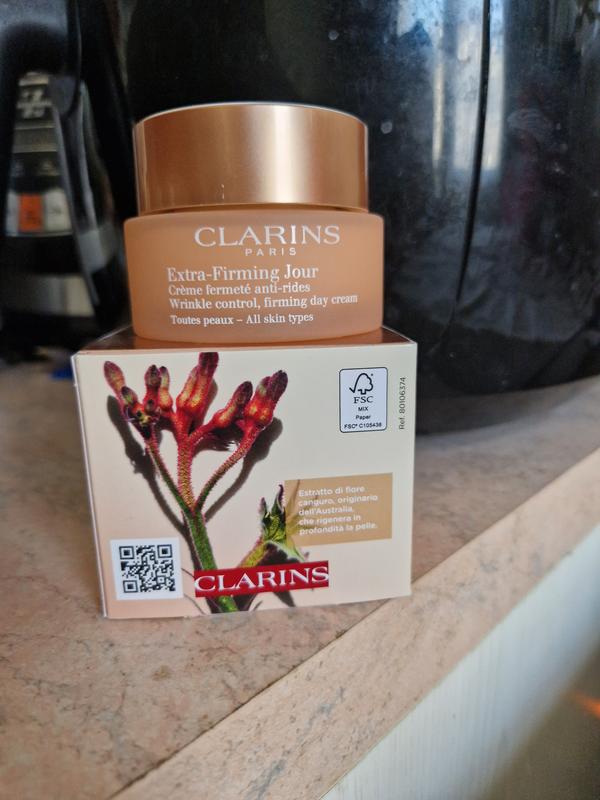 CLARINS
PARIS
Extra-Firming Jour
Crème fermeté anti-rides
Wrinkle control, firming day cream
Toutes peaux – All skin types
FSC
MIX
Paper
FSC® C105436
Ref. 80106374
Estratto di fiore
canguro, originario
dell'Australia,
che rigenera in
profondità la pelle.
CLARINS